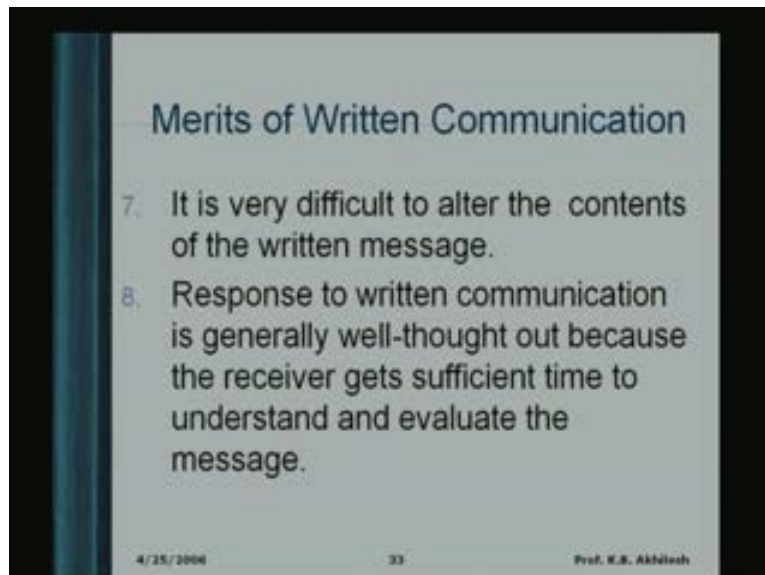 Merits of Written Communication
7. It is very difficult to alter the contents
of the written message.
8. Response to written communication
is generally well-thought out because
the receiver gets sufficient time to
understand and evaluate the
message.
4/25/2006 33 Prof. K.B. Akhilesh